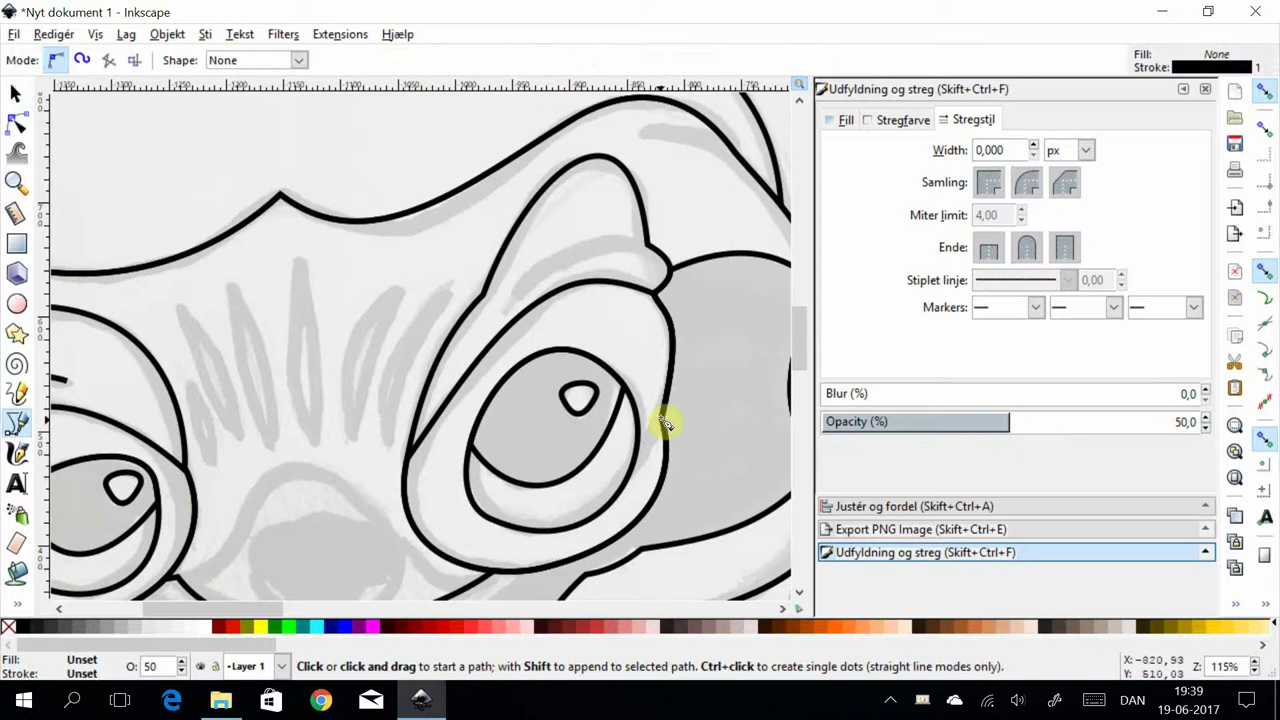 *Nyt dokument 1 - Inkscape
Fil Redigér Vis Lag Objekt Sti Tekst Filters Extensions Hjælp
Mode: Shape: None
Fill: None
Stroke: 1
Udfyldning og streg (Skift+Ctrl+F)
Fill Stregfarve Stregstil
Width: 0,000 px
Samling:
Miter limit: 4,00
Ende:
Stiplet linje: 0,00
Markers:
Blur (%) 0,0
Opacity (%) 50,0
Justér og fordel (Skift+Ctrl+A)
Export PNG Image (Skift+Ctrl+E)
Udfyldning og streg (Skift+Ctrl+F)
Fill: Unset
Stroke: Unset
O: 50
Layer 1
Click or click and drag to start a path; with Shift to append to selected path. Ctrl+click to create single dots (straight line modes only).
X: -820,53
Y: 510,03
Z: 115%
DAN
19:39
19-06-2017